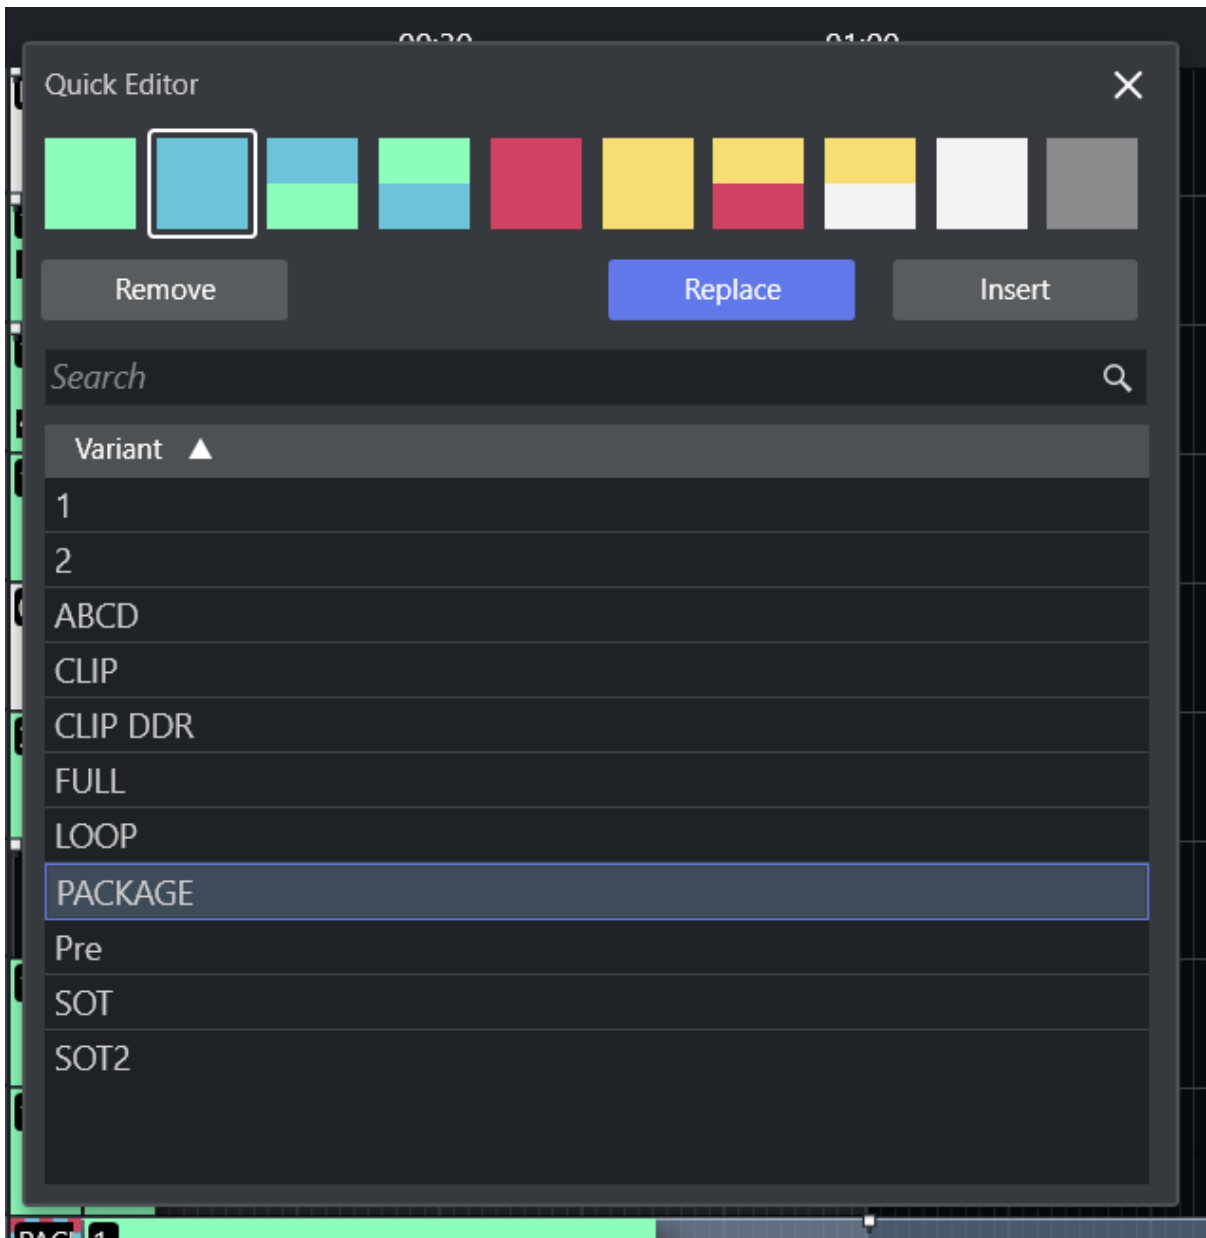 Quick Editor
Remove
Replace
Insert
Search
Variant
1
2
ABCD
CLIP
CLIP DDR
FULL
LOOP
PACKAGE
Pre
SOT
SOT2
1